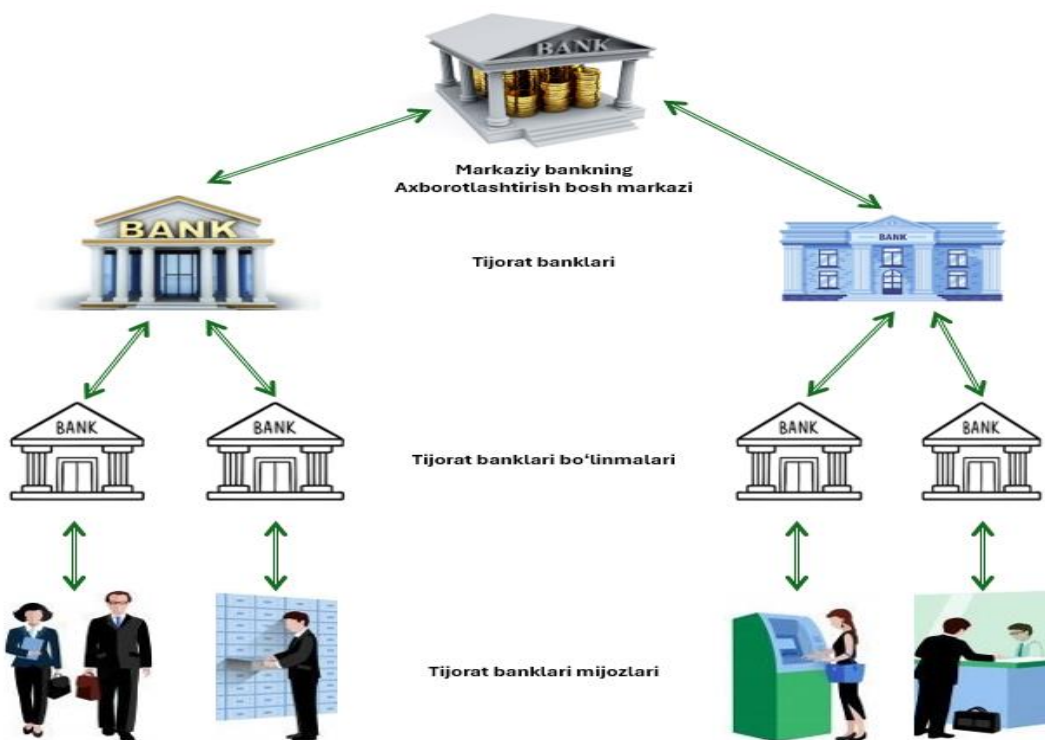 BANK
Markaziy bankning
Axborotlashtirish bosh markazi
BANK
BANK
Tijorat banklari
BANK
BANK
BANK
BANK
Tijorat banklari bo‘linmalari
Tijorat banklari mijozlari